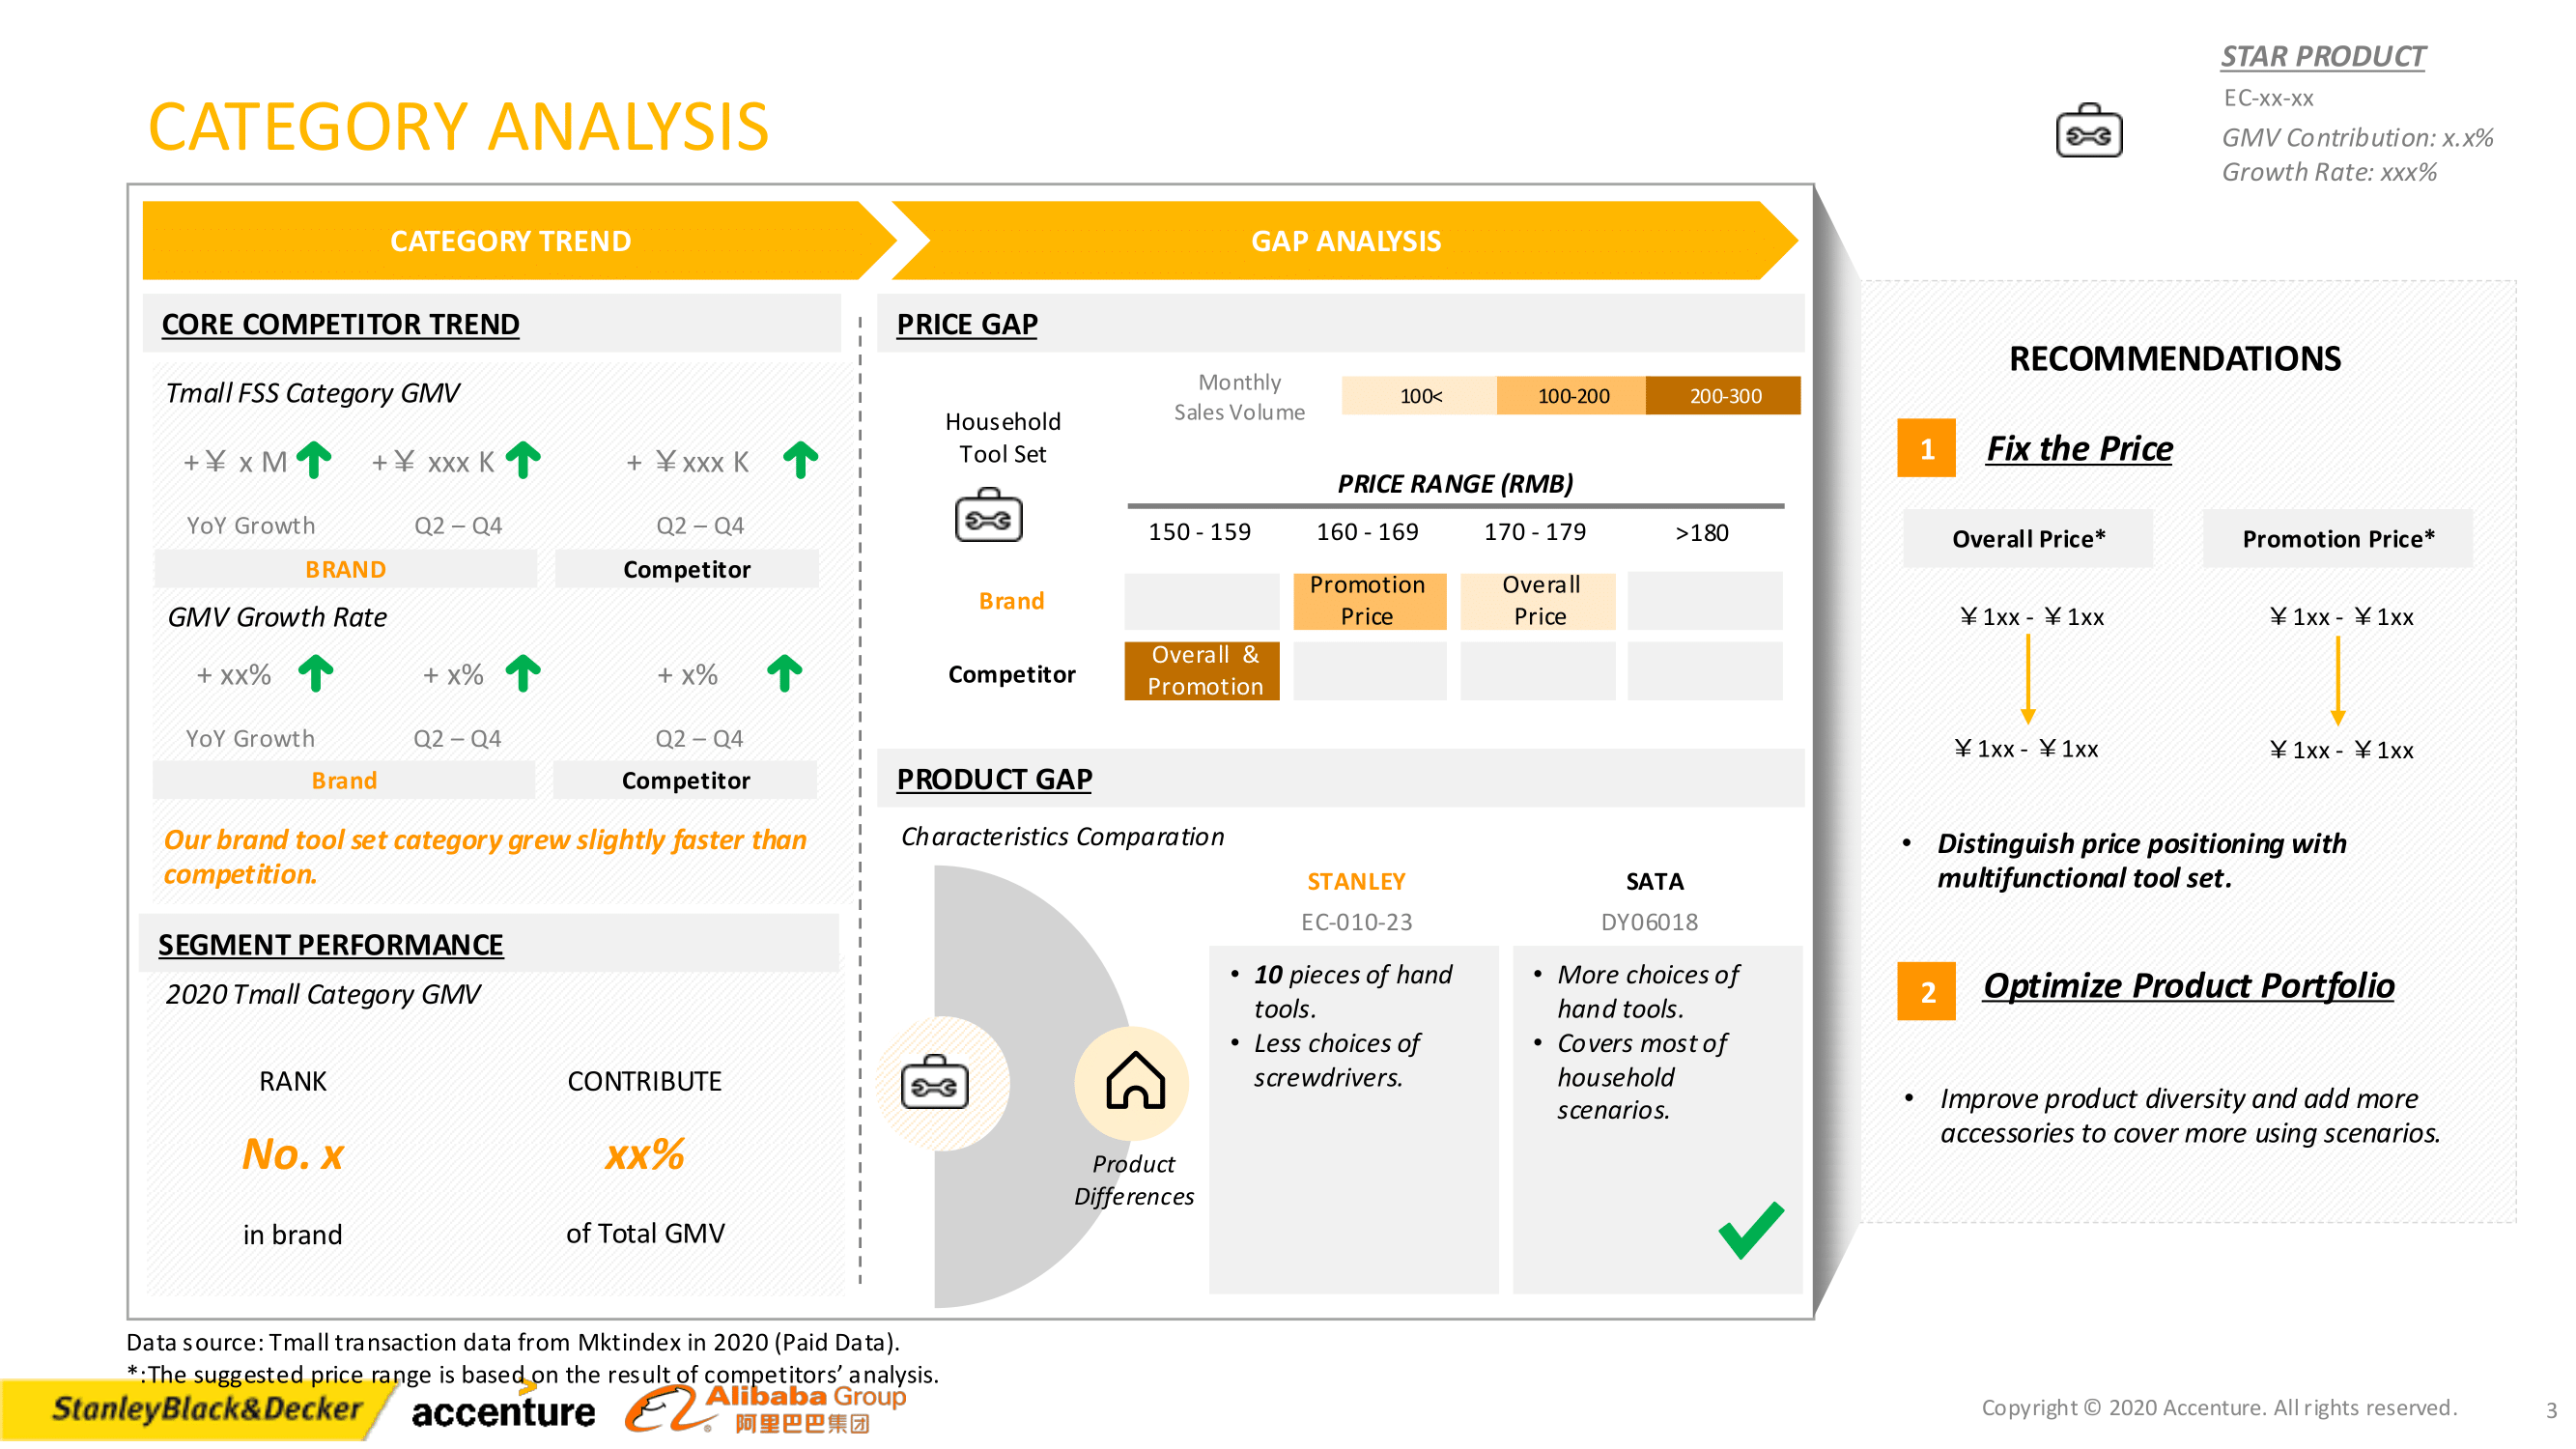 STAR PRODUCT
EC-xx-xx
GMV Contribution: x.x%
Growth Rate: xxx%
CATEGORY ANALYSIS
CATEGORY TREND
GAP ANALYSIS
CORE COMPETITOR TREND
Tmall FSS Category GMV
+¥ x M
+¥ xxx K
+ ¥xxx K
YoY Growth
Q2 – Q4
Q2 – Q4
BRAND
Competitor
GMV Growth Rate
+ xx%
+ x%
+ x%
YoY Growth
Q2 – Q4
Q2 – Q4
Brand
Competitor
Our brand tool set category grew slightly faster than
competition.
SEGMENT PERFORMANCE
2020 Tmall Category GMV
RANK
CONTRIBUTE
No. x
xx%
in brand
of Total GMV
PRICE GAP
Household
Tool Set
Monthly
Sales Volume
100<
100-200
200-300
PRICE RANGE (RMB)
150 - 159
160 - 169
170 - 179
>180
Brand
Promotion
Price
Overall
Price
Competitor
Overall &
Promotion
PRODUCT GAP
Characteristics Comparation
Product
Differences
STANLEY
EC-010-23
• 10 pieces of hand
tools.
• Less choices of
screwdrivers.
SATA
DY06018
• More choices of
hand tools.
• Covers most of
household
scenarios.
RECOMMENDATIONS
1
Fix the Price
Overall Price*
Promotion Price*
¥1xx - ¥1xx
¥1xx - ¥1xx
¥1xx - ¥1xx
¥1xx - ¥1xx
• Distinguish price positioning with
multifunctional tool set.
2
Optimize Product Portfolio
• Improve product diversity and add more
accessories to cover more using scenarios.
Data source: Tmall transaction data from Mktindex in 2020 (Paid Data).
*:The suggested price range is based on the result of competitors’ analysis.
StanleyBlack&Decker
accenture
Alibaba Group
阿里巴巴集团
Copyright © 2020 Accenture. All rights reserved.
3